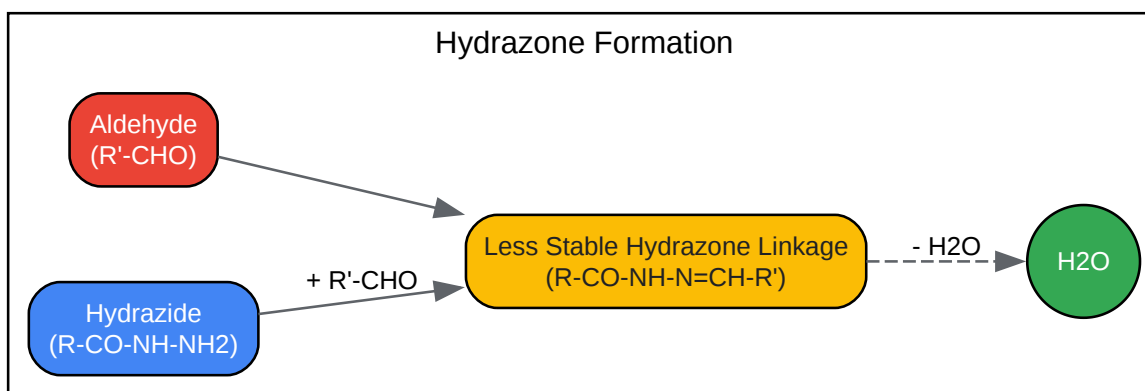 Hydrazone Formation
Aldehyde
(R'-CHO)
Less Stable Hydrazone Linkage
(R-CO-NH-N=CH-R')
- H2O
H2O
+ R'-CHO
Hydrazide
(R-CO-NH-NH2)